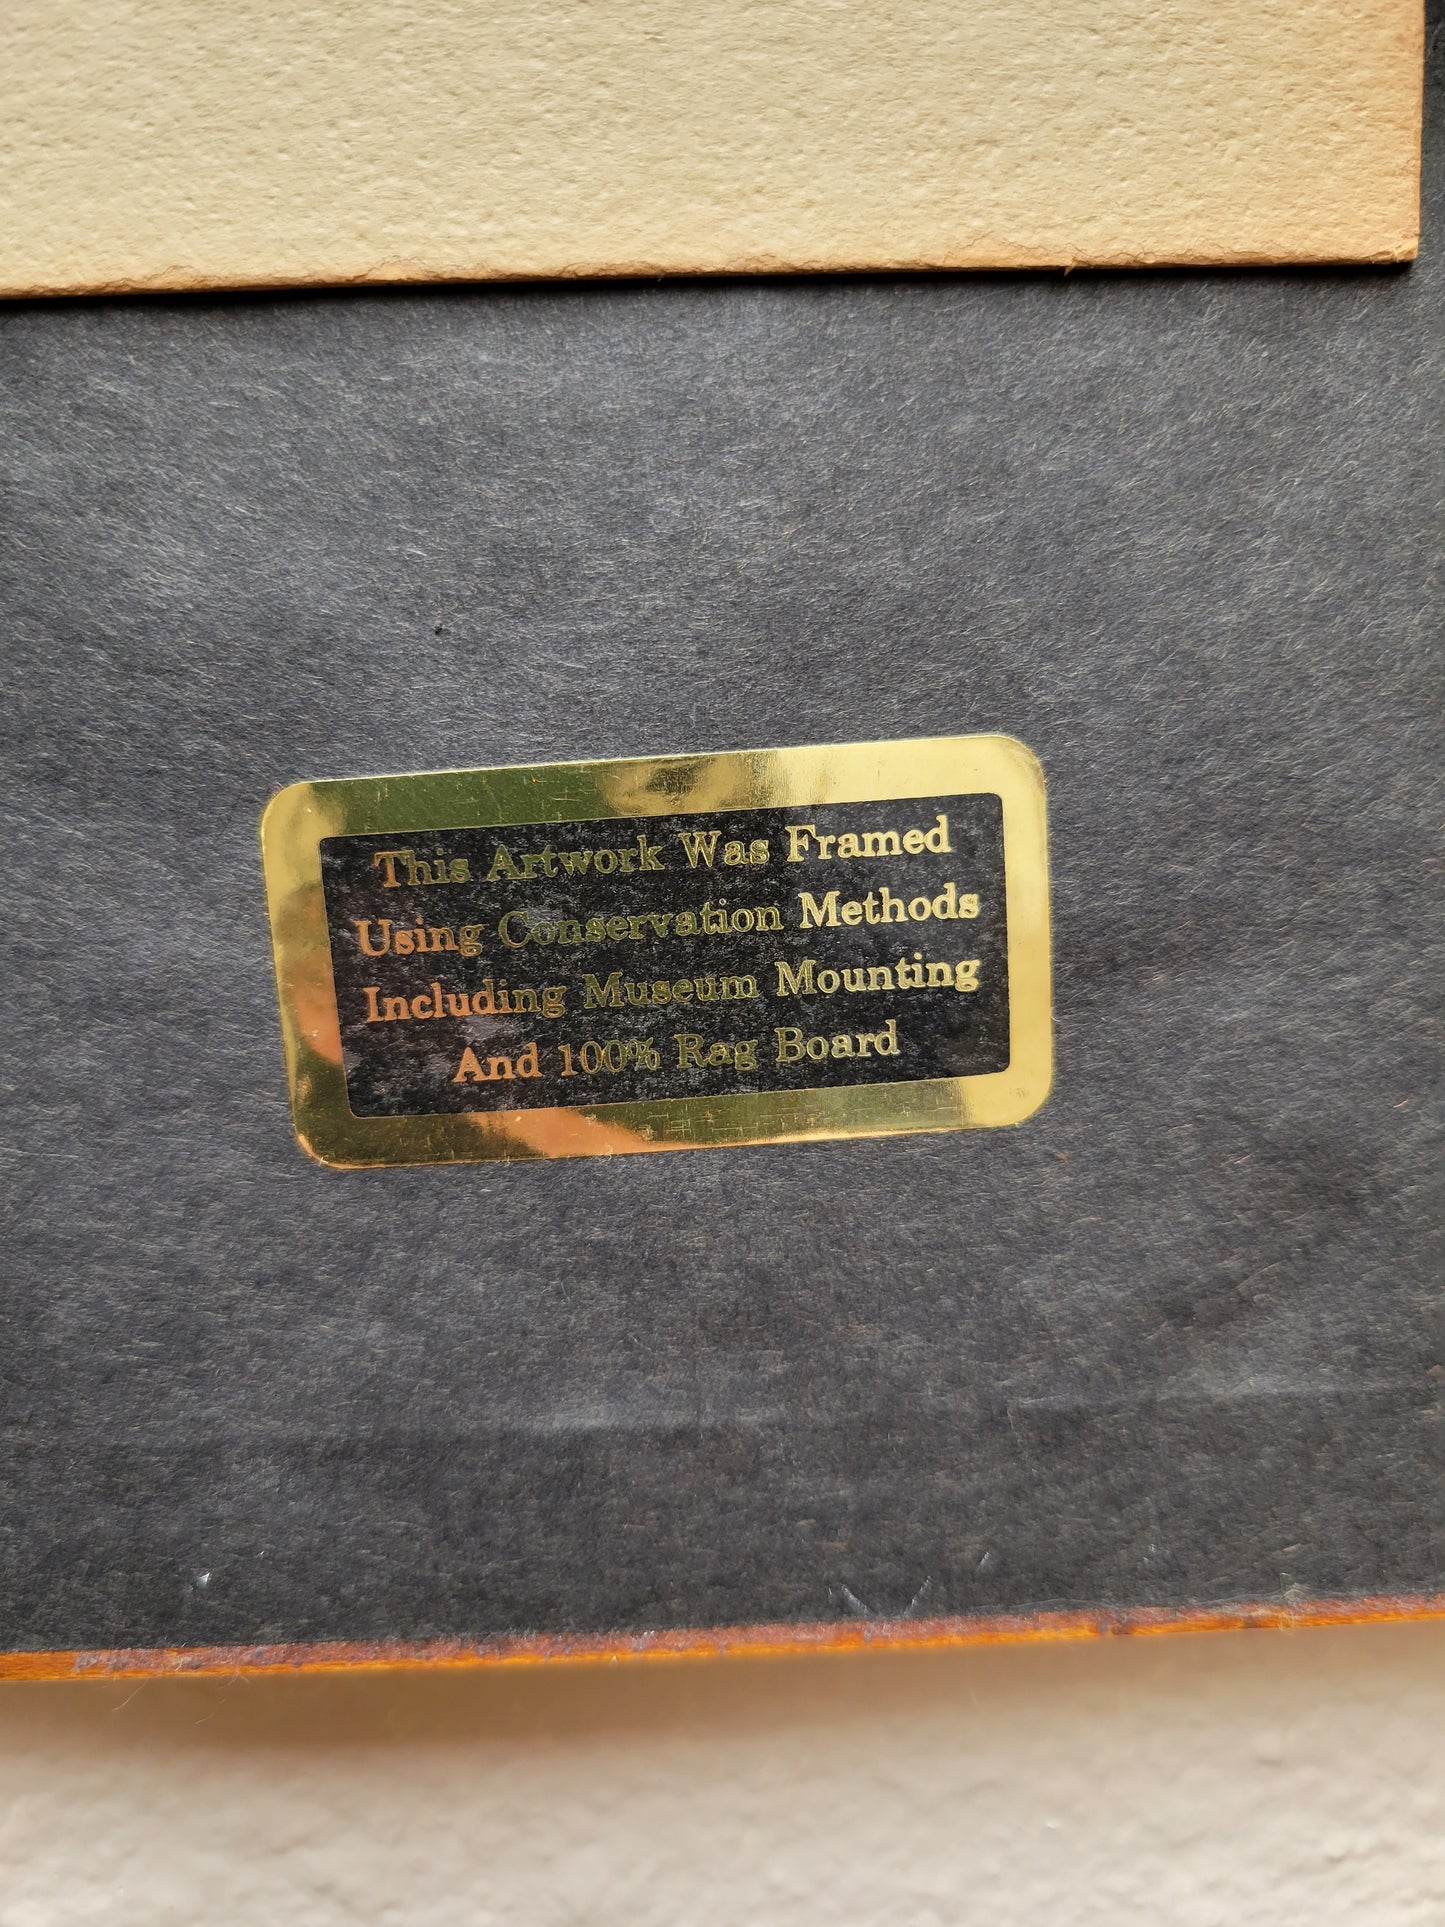 This Artwork Was Framed
Using Conservation Methods
Including Museum Mounting
And 100% Rag Board